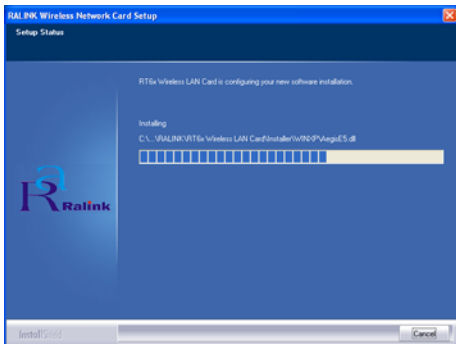 RALINK Wireless Network Card Setup
Setup Status
RT6x Wireless LAN Card is configuring your new software installation.
Installing
C:\...\RALINK\RT6x Wireless LAN Card\Installer\WINXP\AegisE5.dll
Ralink
InstallShield
Cancel